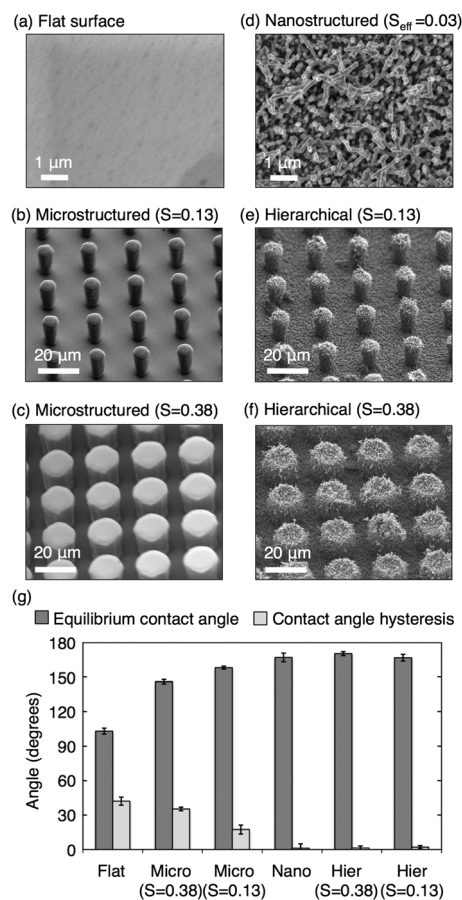 (a) Flat surface
(d) Nanostructured (Seff=0.03)
1 µm
1 µm
(b) Microstructured (S=0.13)
(e) Hierarchical (S=0.13)
20 µm
20 µm
(c) Microstructured (S=0.38)
(f) Hierarchical (S=0.38)
20 µm
20 µm
(g)
Equilibrium contact angle
Contact angle hysteresis
Angle (degrees)
180
150
120
90
60
30
0
Flat Micro Micro Nano Hier Hier
(S=0.38) (S=0.13) (S=0.38) (S=0.13)